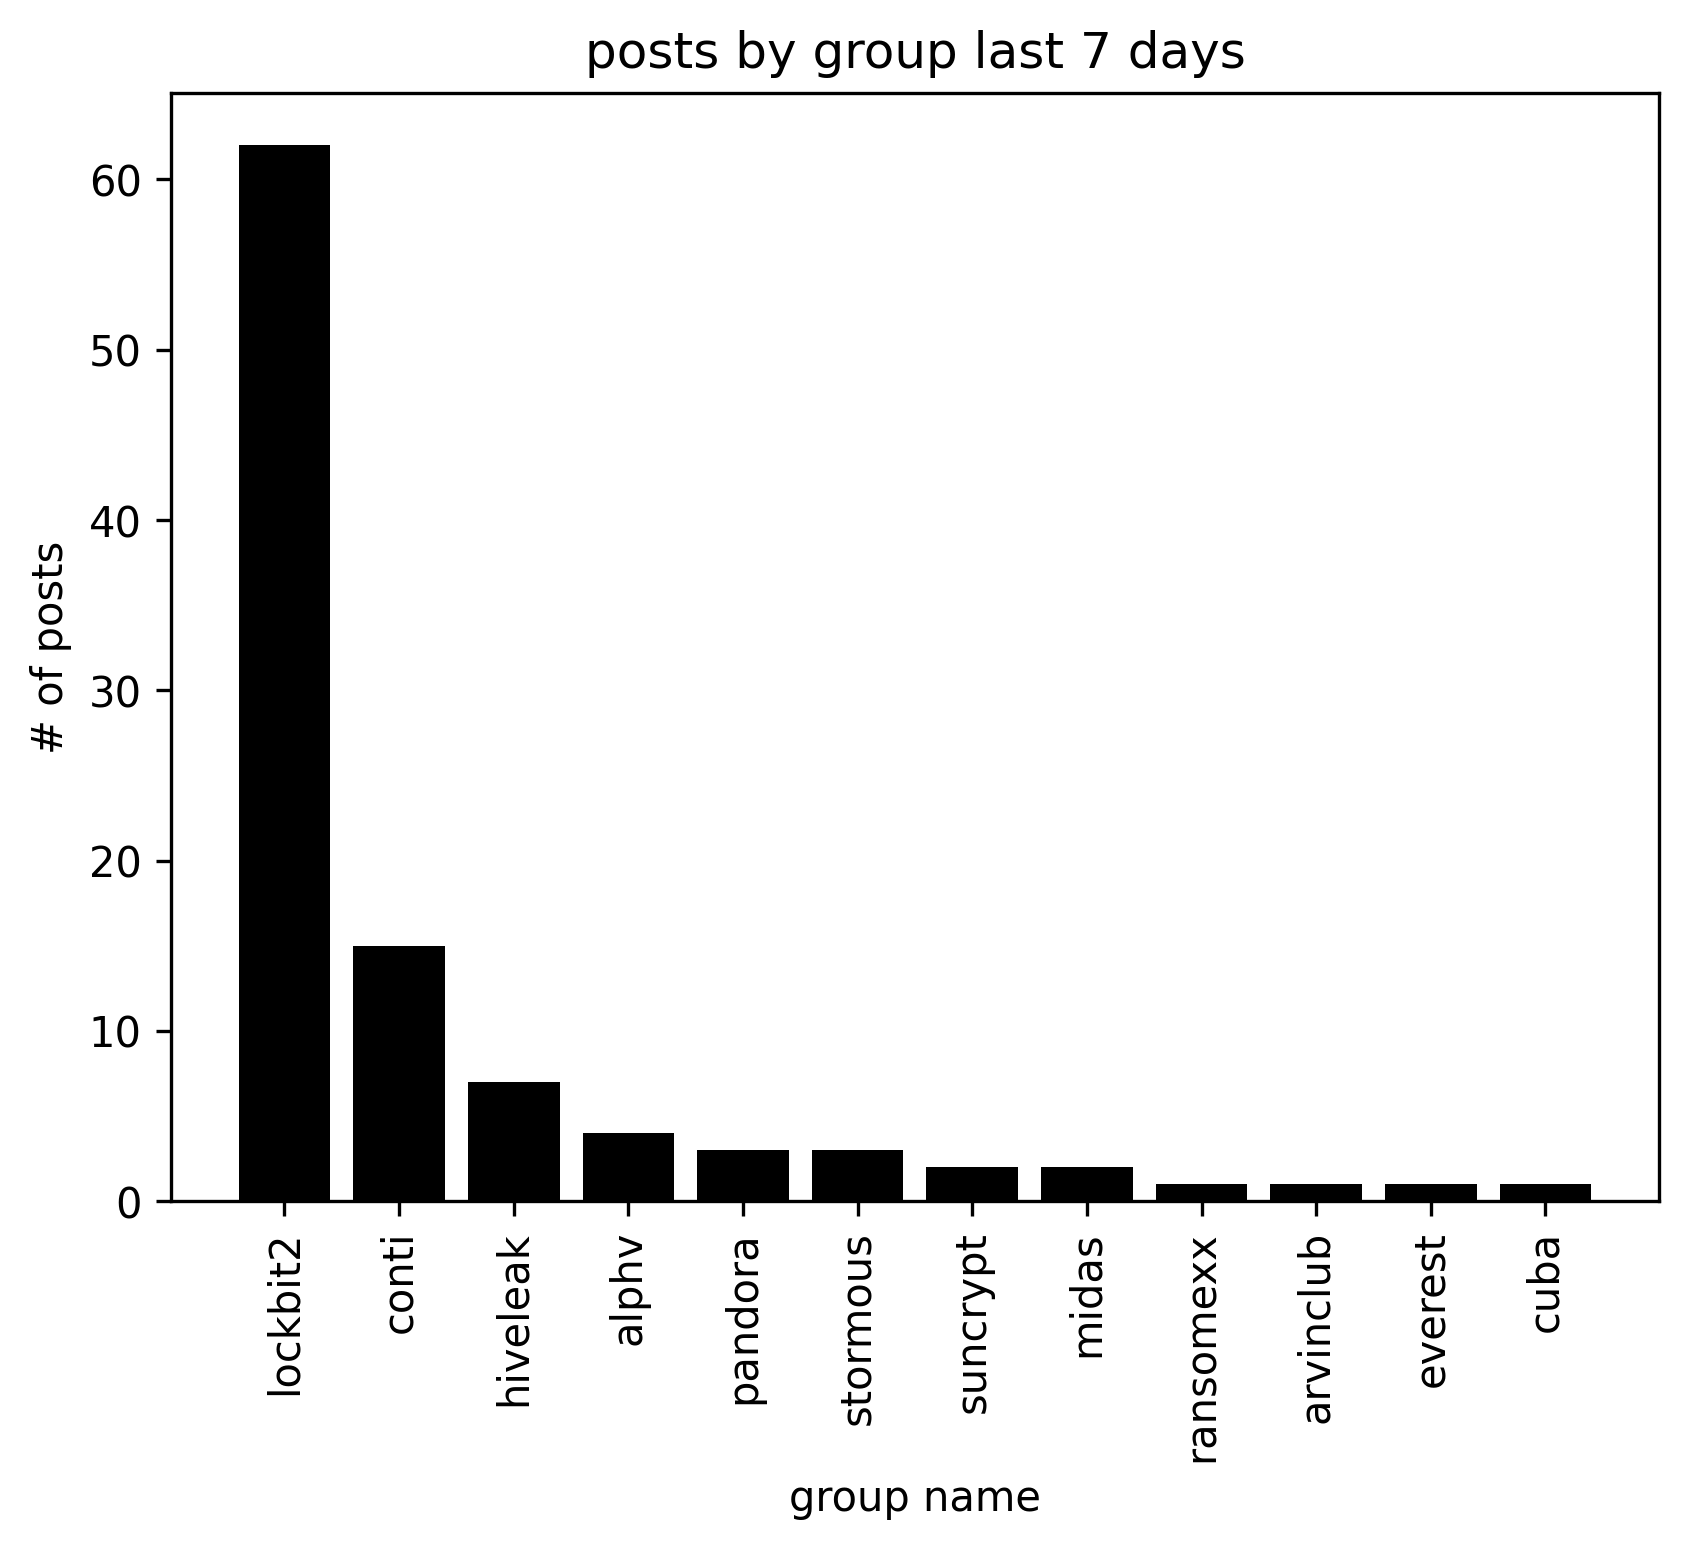 posts by group last 7 days
# of posts
60
50
40
30
20
10
0
lockbit2
conti
hiveleak
alphv
pandora
stormous
suncrypt
midas
ransomexx
arvinclub
everest
cuba
group name